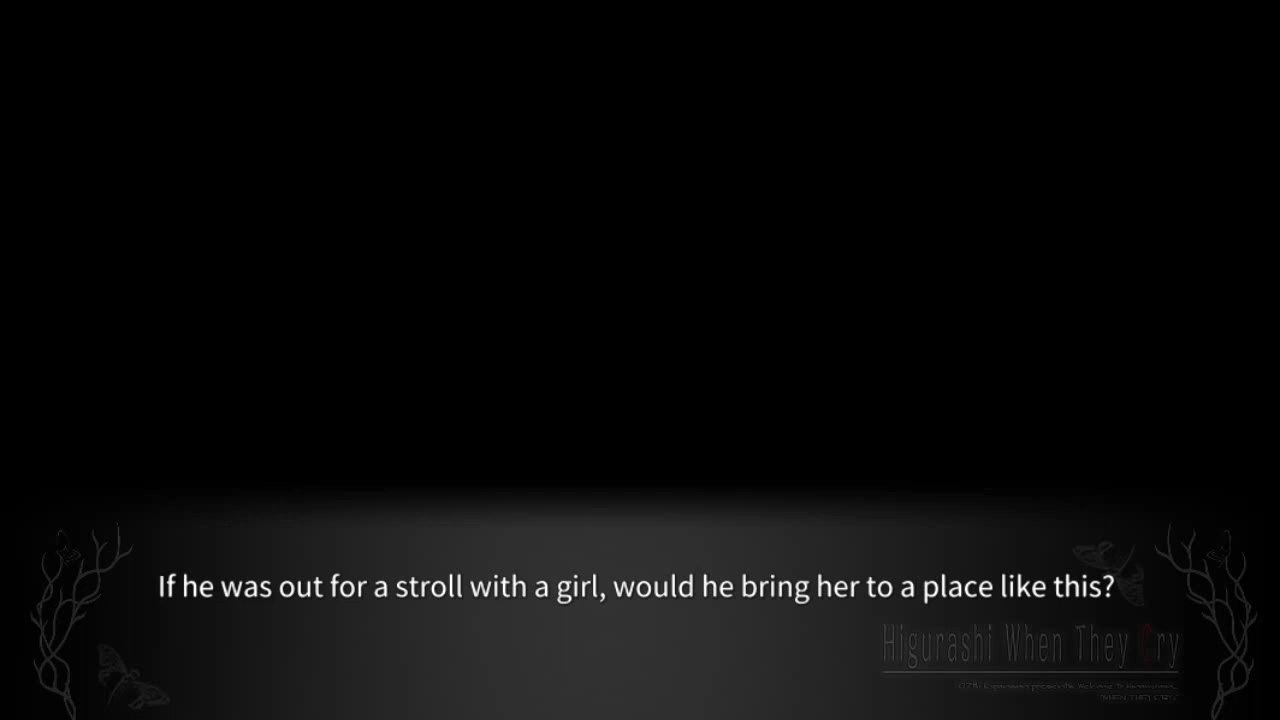 If he was out for a stroll with a girl, would he bring her to a place like this?
Higurashi When They Cry